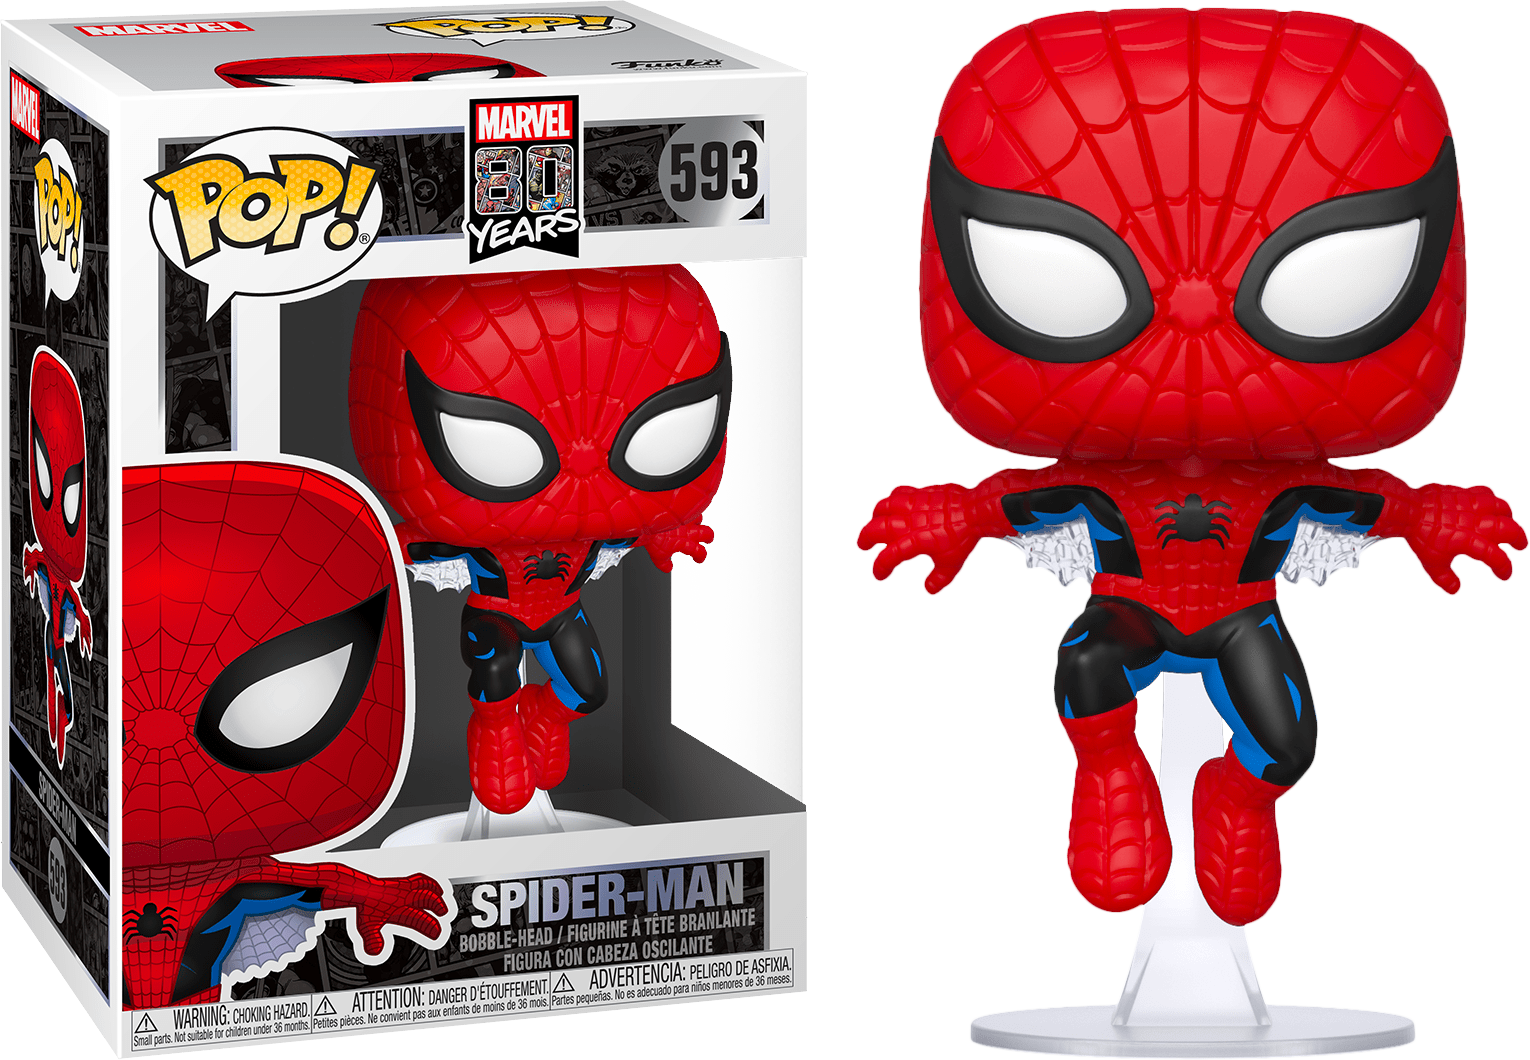 MARVEL
POP!
Funko
MARVEL
POP!
SPIDER-MAN
593
POP!®
MARVEL
80
YEARS
593
SPIDER-MAN
BOBBLE-HEAD / FIGURINE À TÊTE BRANLANTE
FIGURA CON CABEZA OSCILANTE
WARNING: CHOKING HAZARD.
Small parts. Not suitable for children under 36 months.
ATTENTION: DANGER D'ÉTOUFFEMENT.
Petites pièces. Ne convient pas aux enfants de moins de 36 mois.
ADVERTENCIA: PELIGRO DE ASFIXIA.
Partes pequeñas. No es adecuado para niños menores de 36 meses.